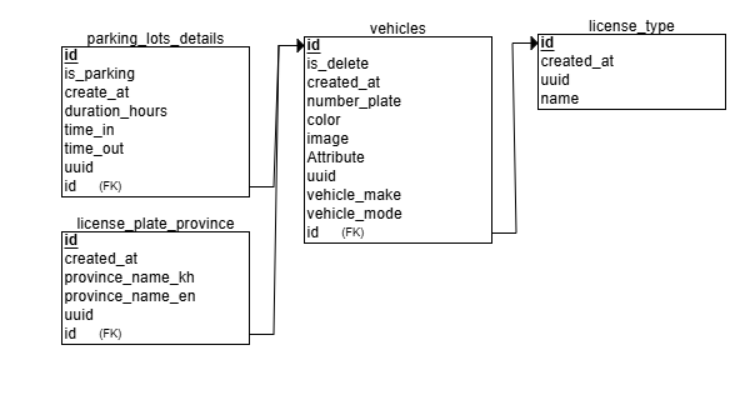 parking_lots_details
id
is_parking
create_at
duration_hours
time_in
time_out
uuid
id (FK)
license_plate_province
id
created_at
province_name_kh
province_name_en
uuid
id (FK)
vehicles
id
is_delete
created_at
number_plate
color
image
Attribute
uuid
vehicle_make
vehicle_mode
id (FK)
license_type
id
created_at
uuid
name